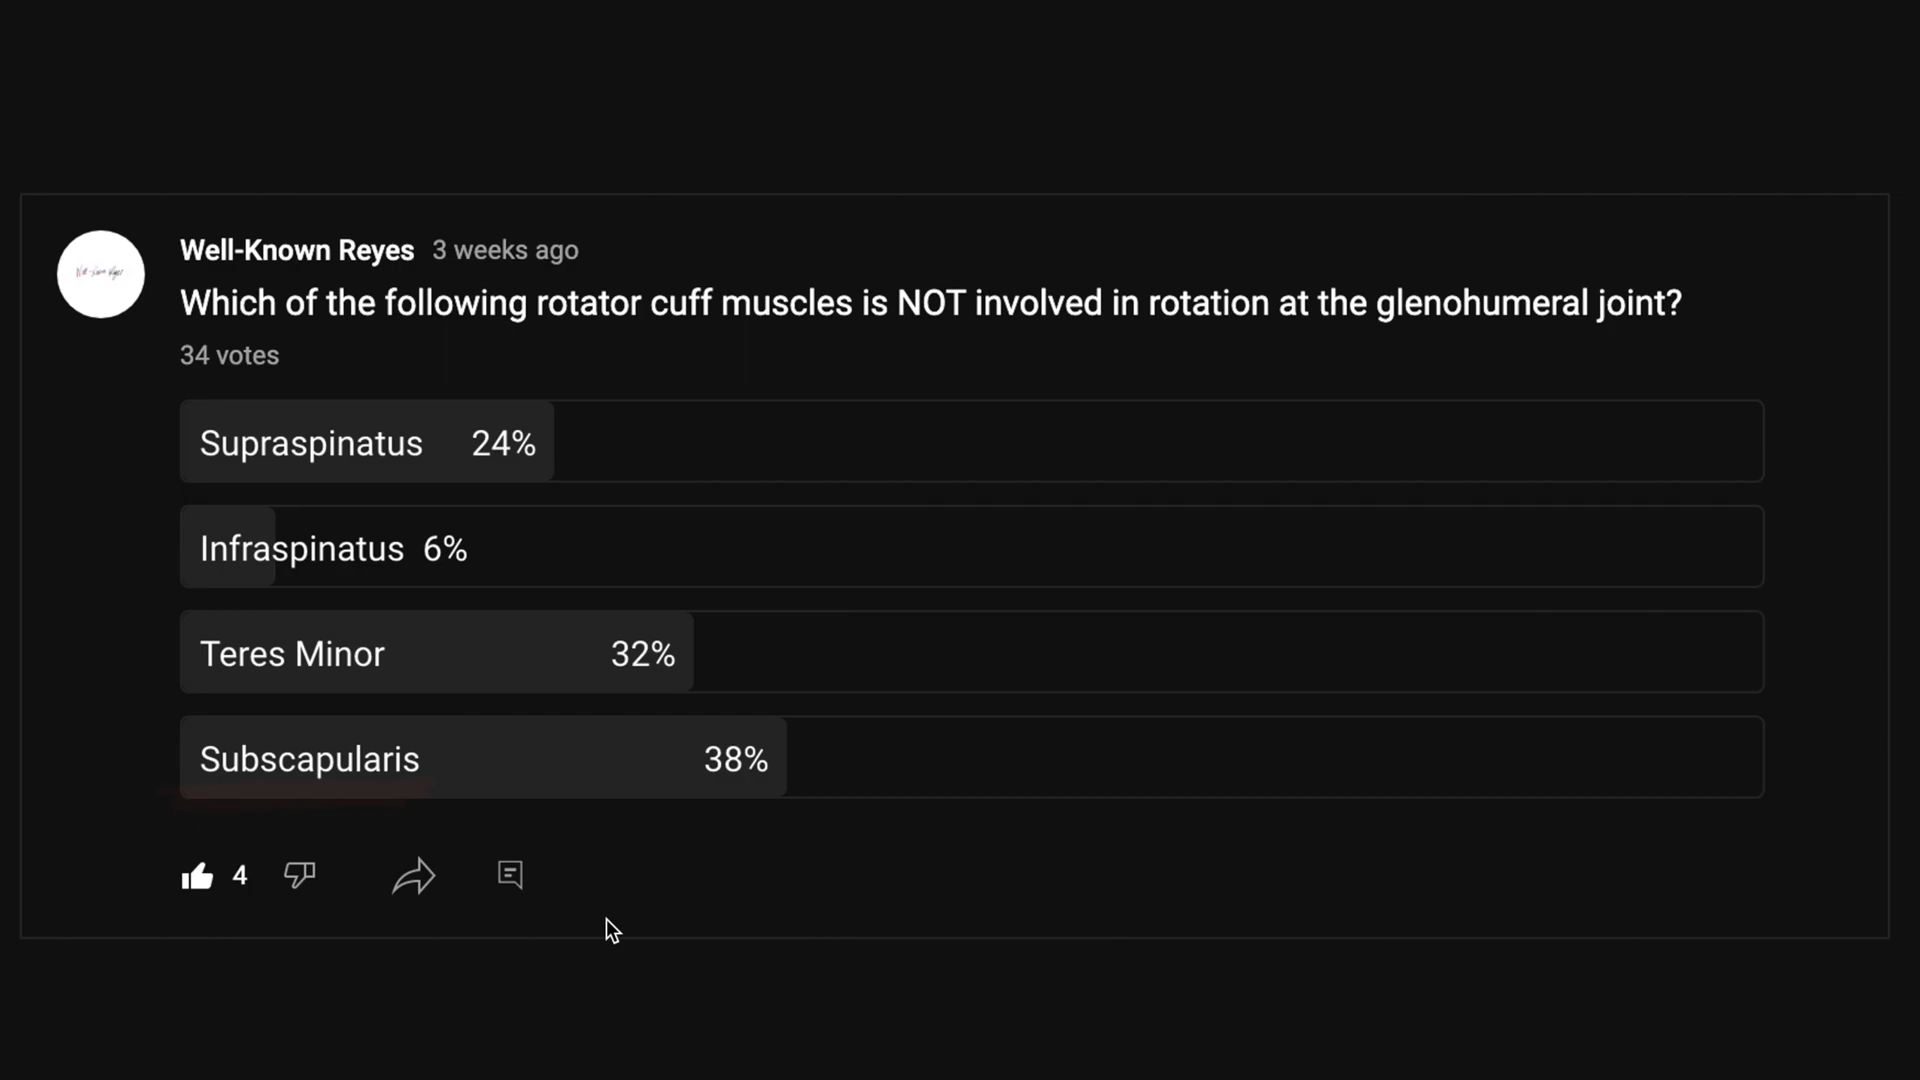 Well-Known Reyes 3 weeks ago
Which of the following rotator cuff muscles is NOT involved in rotation at the glenohumeral joint?
34 votes
Supraspinatus 24%
Infraspinatus 6%
Teres Minor 32%
Subscapularis 38%
4